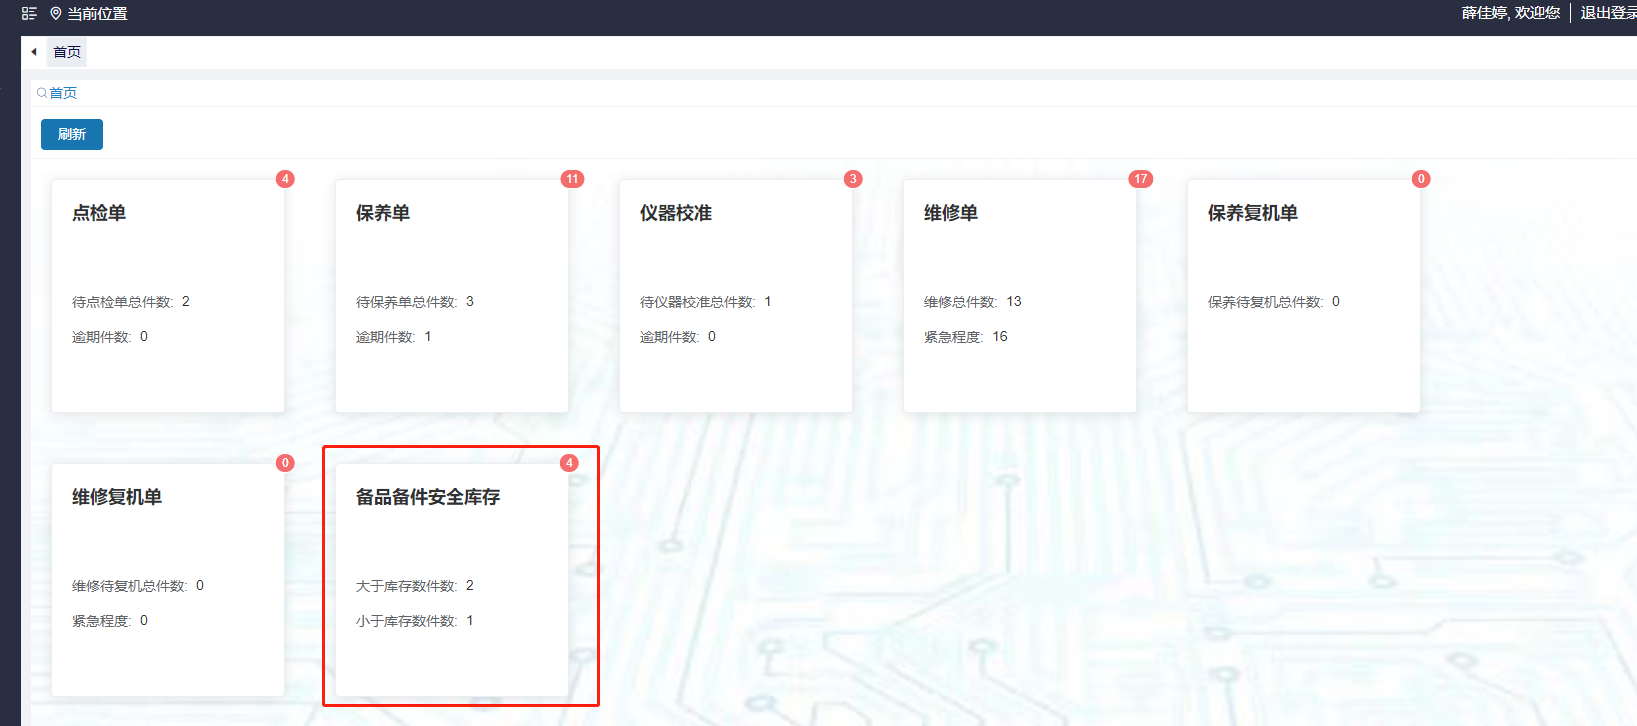 当前位置
薛佳婷, 欢迎您
退出登录
首页
首页
刷新
4
点检单
待点检单总件数: 2
逾期件数: 0
11
保养单
待保养单总件数: 3
逾期件数: 1
3
仪器校准
待仪器校准总件数: 1
逾期件数: 0
17
维修单
维修总件数: 13
紧急程度: 16
0
保养复机单
保养待复机总件数: 0
0
维修复机单
维修待复机总件数: 0
紧急程度: 0
4
备品备件安全库存
大于库存数件数: 2
小于库存数件数: 1